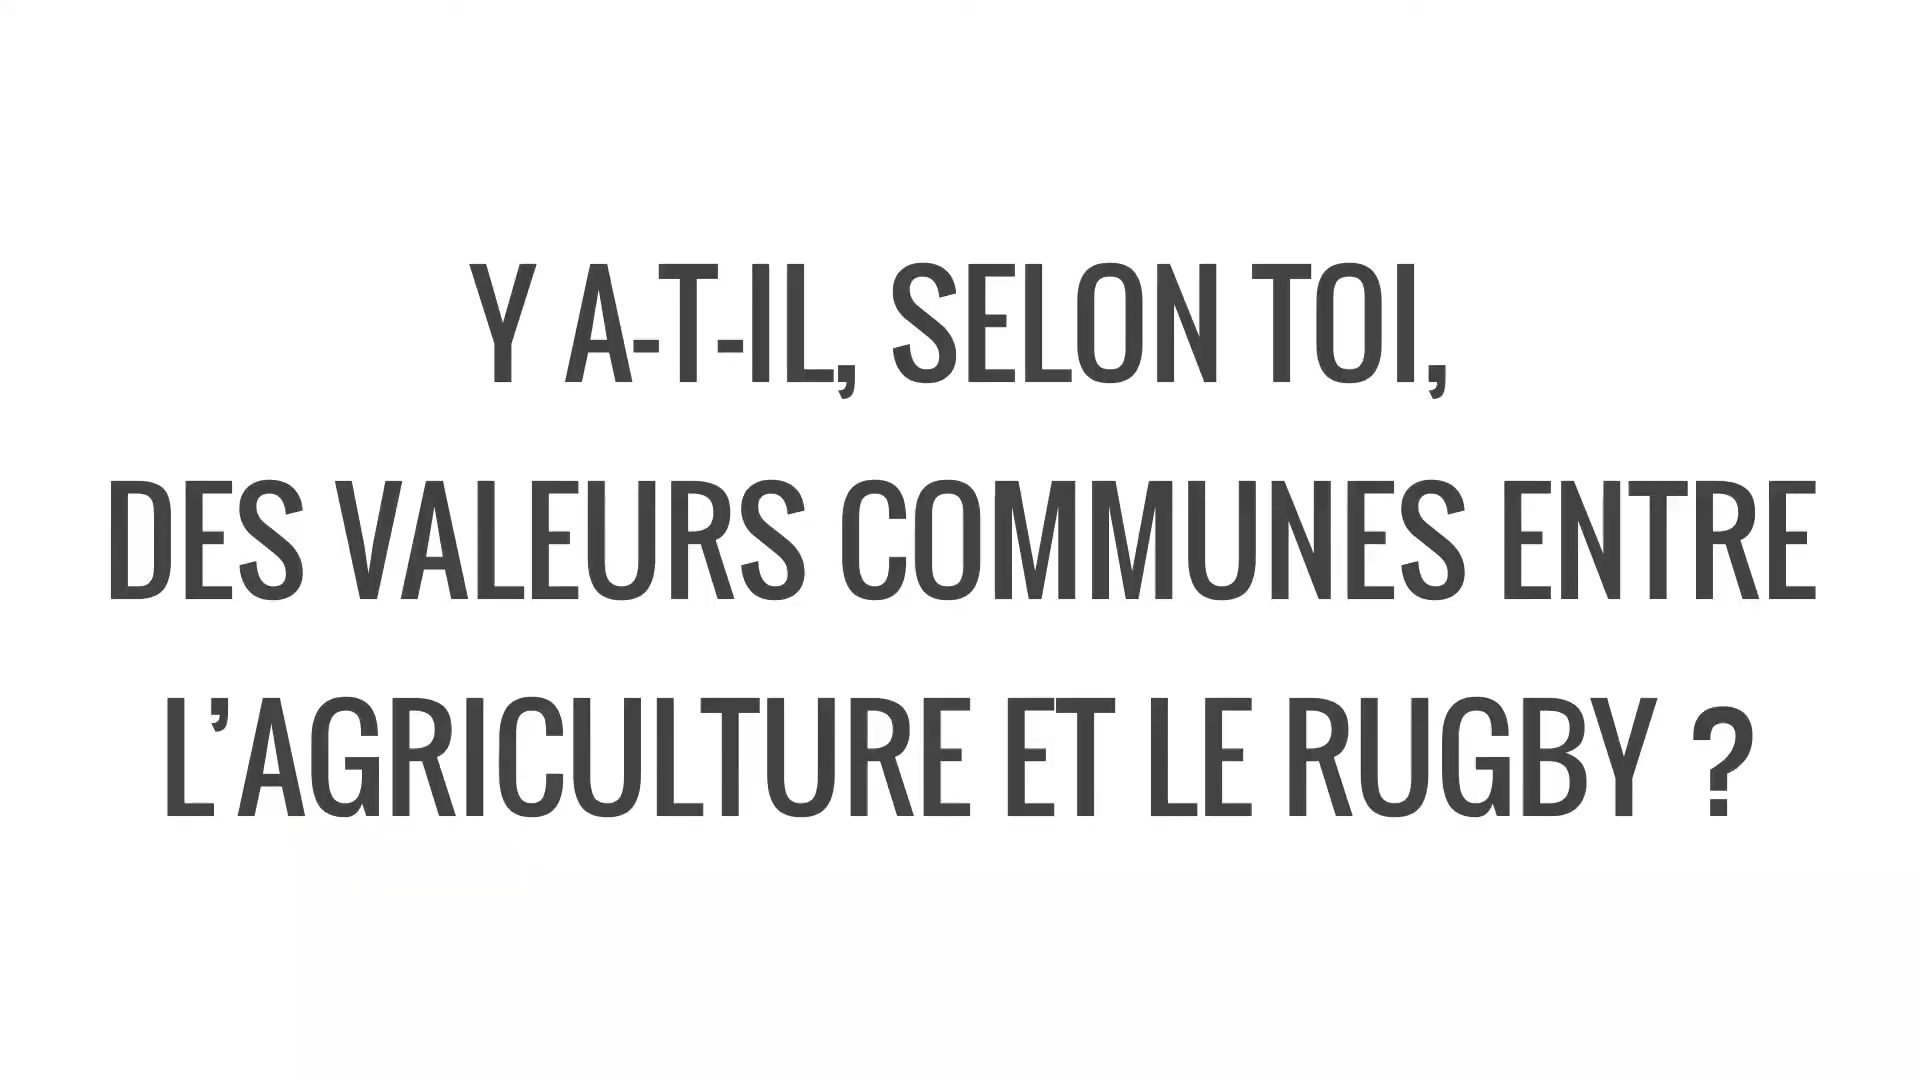 Y A-T-IL, SELON TOI,
DES VALEURS COMMUNES ENTRE
L’AGRICULTURE ET LE RUGBY ?